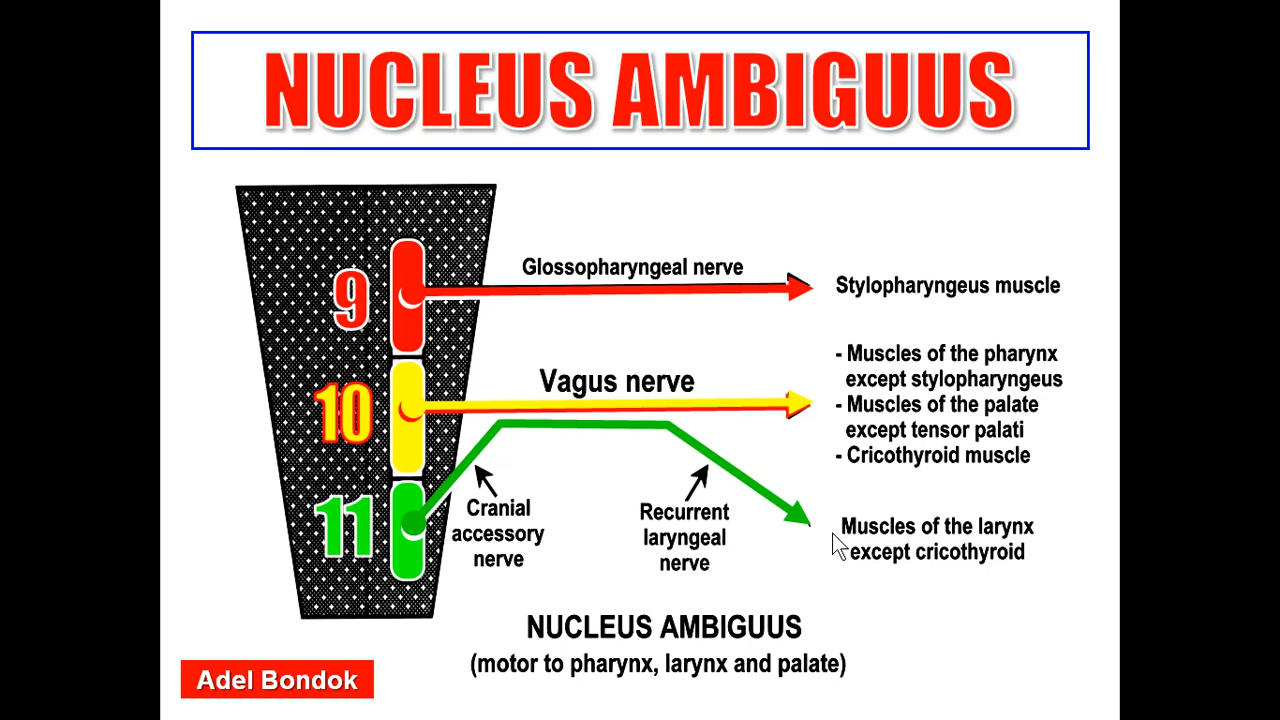 NUCLEUS AMBIGUUS
9
Glossopharyngeal nerve
Stylopharyngeus muscle
10
Vagus nerve
- Muscles of the pharynx
except stylopharyngeus
- Muscles of the palate
except tensor palati
- Cricothyroid muscle
11
Cranial
accessory
nerve
Recurrent
laryngeal
nerve
Muscles of the larynx
except cricothyroid
NUCLEUS AMBIGUUS
(motor to pharynx, larynx and palate)
Adel Bondok